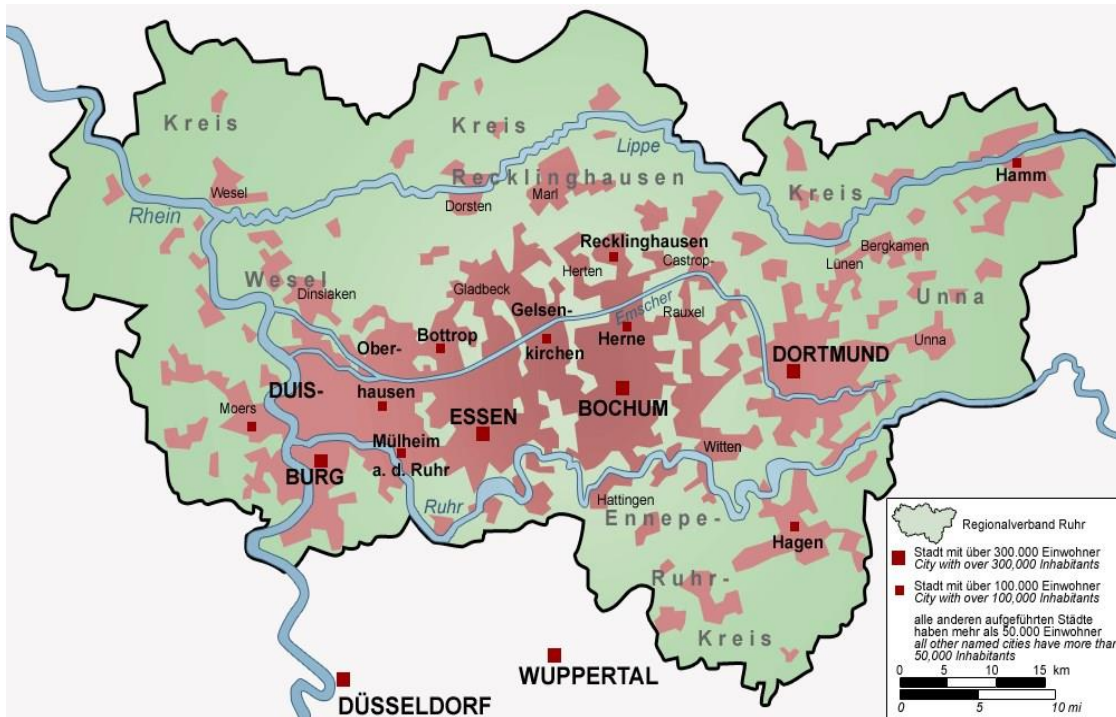 Kreis
Kreis
Lippe
Recklinghausen
Hamm
Wesel
Marl
Kreis
Dorsten
Rhein
Recklinghausen
Bergkamen
Castrop-
Lünen
Herten
Wesel
Dinslaken
Gladbeck
Unna
Gelsen-
Emscher
Rauxel
Bottrop
Herne
Unna
Ober-
kirchen
DORTMUND
DUIS-
hausen
BOCHUM
Moers
ESSEN
Mülheim
Witten
BURG
a. d. Ruhr
Hattingen
Ruhr
Ennepe-
Hagen
Ruhr-
Kreis
WUPPERTAL
DÜSSELDORF
Regionalverband Ruhr
Stadt mit über 300.000 Einwohner
City with over 300,000 Inhabitants
Stadt mit über 100.000 Einwohner
City with over 100,000 Inhabitants
alle anderen aufgeführten Städte
haben mehr als 50.000 Einwohner
all other named cities have more than
50,000 Inhabitants
0 5 10 15 km
0 5 10 mi